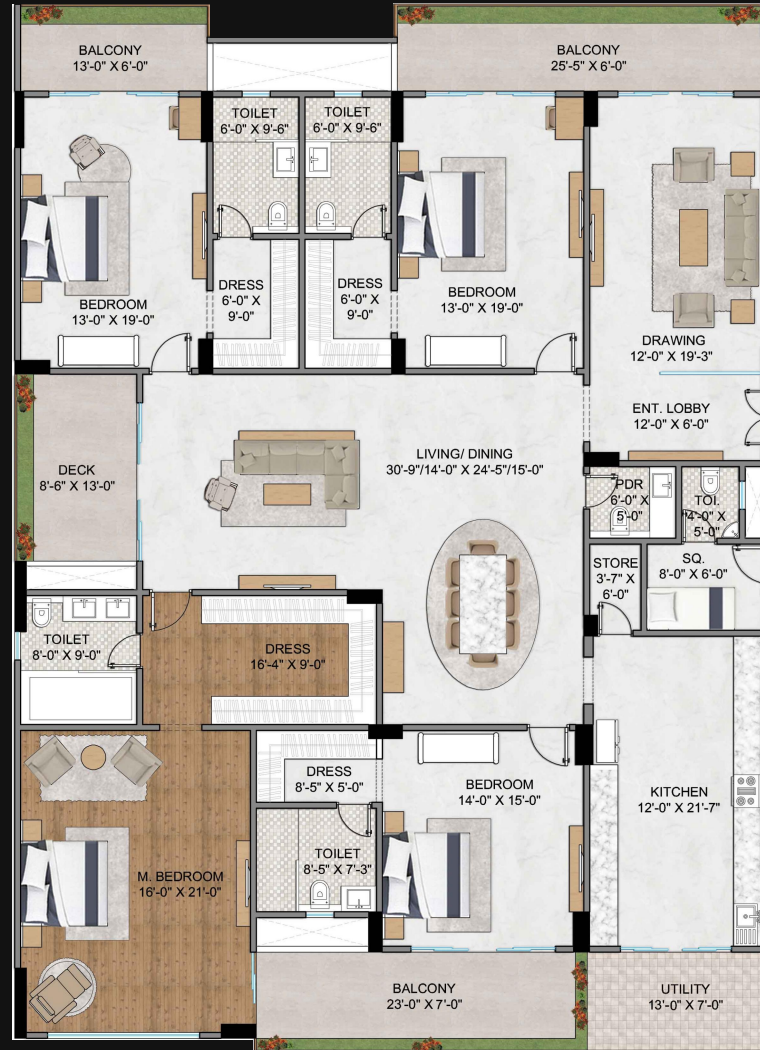 BALCONY
13'-0" X 6'-0"
BALCONY
25'-5" X 6'-0"
TOILET
6'-0" X 9'-6"
TOILET
6'-0" X 9'-6"
DRESS
6'-0" X
9'-0"
DRESS
6'-0" X
9'-0"
BEDROOM
13'-0" X 19'-0"
BEDROOM
13'-0" X 19'-0"
DRAWING
12'-0" X 19'-3"
ENT. LOBBY
12'-0" X 6'-0"
DECK
8'-6" X 13'-0"
LIVING/ DINING
30'-9"/14'-0" X 24'-5"/15'-0"
PDR
6'-0" X
5'-0"
TOI.
4'-0" X
5'-0"
STORE
3'-7" X
6'-0"
SQ.
8'-0" X 6'-0"
TOILET
8'-0" X 9'-0"
DRESS
16'-4" X 9'-0"
DRESS
8'-5" X 5'-0"
BEDROOM
14'-0" X 15'-0"
KITCHEN
12'-0" X 21'-7"
TOILET
8'-5" X 7'-3"
M. BEDROOM
16'-0" X 21'-0"
BALCONY
23'-0" X 7'-0"
UTILITY
13'-0" X 7'-0"